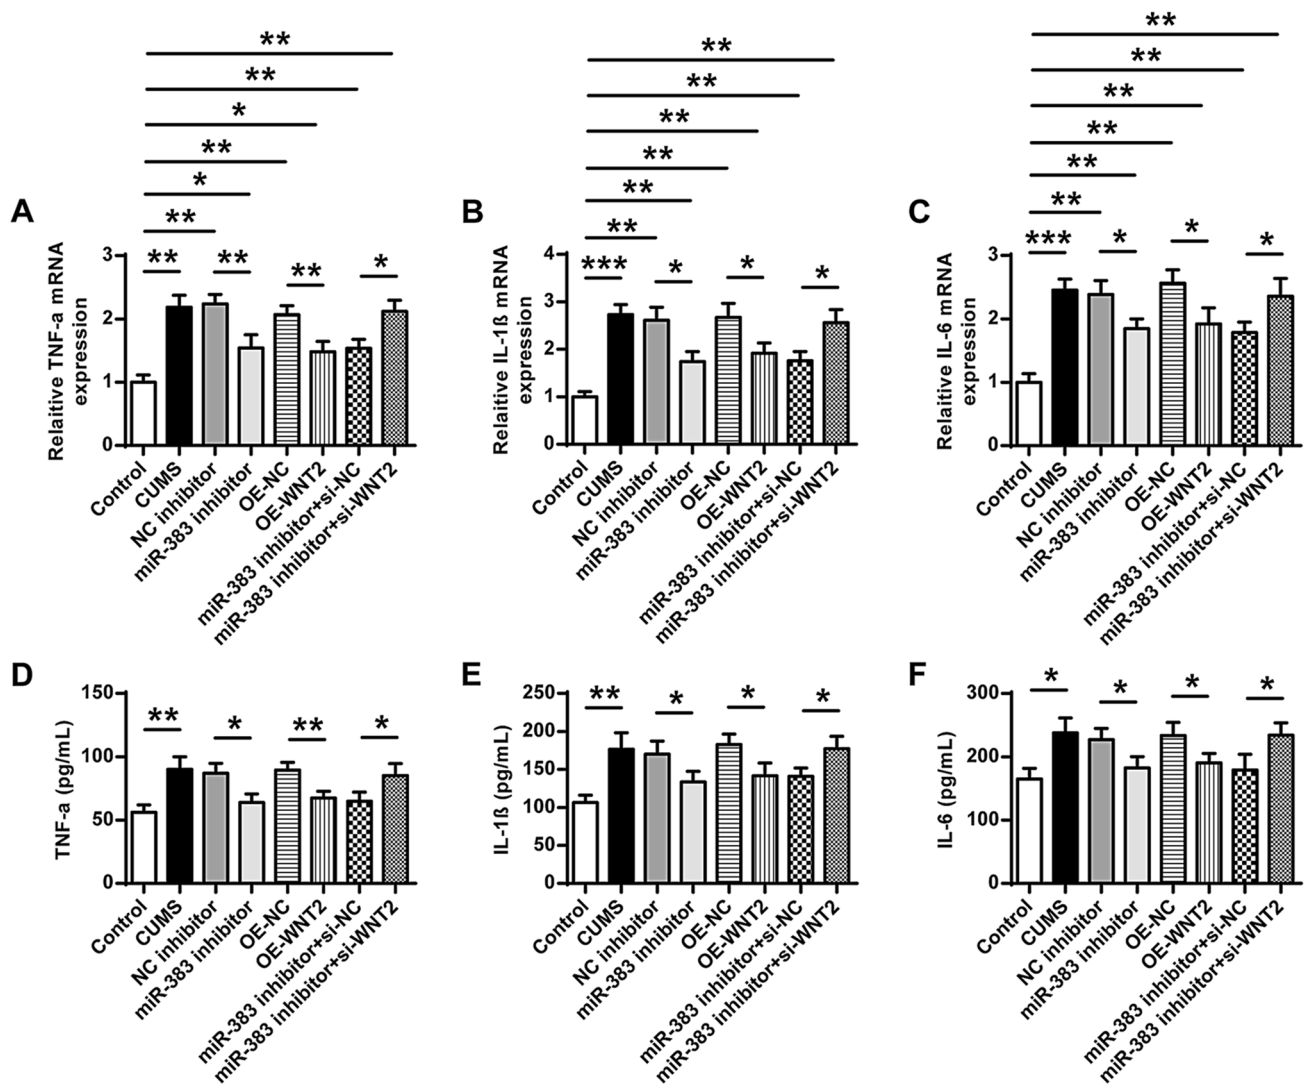 A
Relaitive TNF-a mRNA
expression
3
2
1
0
**
**
*
**
*
**
**
**
**
*
Control
CUMS
NC inhibitor
miR-383 inhibitor
OE-NC
OE-WNT2
miR-383 inhibitor+si-NC
miR-383 inhibitor+si-WNT2
B
Relaitive IL-1ß mRNA
expression
4
3
2
1
0
**
**
**
**
**
**
***
*
*
*
Control
CUMS
NC inhibitor
miR-383 inhibitor
OE-NC
OE-WNT2
miR-383 inhibitor+si-NC
miR-383 inhibitor+si-WNT2
C
Relaitive IL-6 mRNA
expression
3
2
1
0
**
**
**
**
**
**
***
*
*
*
Control
CUMS
NC inhibitor
miR-383 inhibitor
OE-NC
OE-WNT2
miR-383 inhibitor+si-NC
miR-383 inhibitor+si-WNT2
D
TNF-a (pg/mL)
150
100
50
0
**
*
**
*
Control
CUMS
NC inhibitor
miR-383 inhibitor
OE-NC
OE-WNT2
miR-383 inhibitor+si-NC
miR-383 inhibitor+si-WNT2
E
IL-1ß (pg/mL)
250
200
150
100
50
0
**
*
*
*
Control
CUMS
NC inhibitor
miR-383 inhibitor
OE-NC
OE-WNT2
miR-383 inhibitor+si-NC
miR-383 inhibitor+si-WNT2
F
IL-6 (pg/mL)
300
200
100
0
*
*
*
*
Control
CUMS
NC inhibitor
miR-383 inhibitor
OE-NC
OE-WNT2
miR-383 inhibitor+si-NC
miR-383 inhibitor+si-WNT2